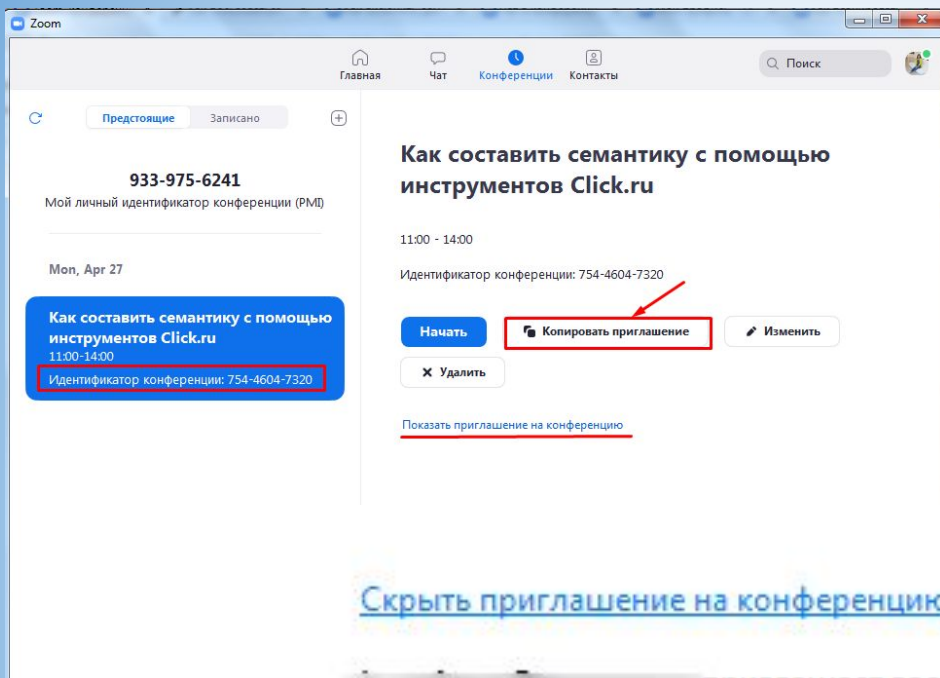 Zoom
Главная
Чат
Конференции
Контакты
Поиск
Предстоящие
Записано
933-975-6241
Мой личный идентификатор конференции (PMI)
Mon, Apr 27
Как составить семантику с помощью
инструментов Click.ru
11:00-14:00
Идентификатор конференции: 754-4604-7320
Как составить семантику с помощью
инструментов Click.ru
11:00 - 14:00
Идентификатор конференции: 754-4604-7320
Начать
Копировать приглашение
Изменить
Удалить
Показать приглашение на конференцию
Скрыть приглашение на конференцию